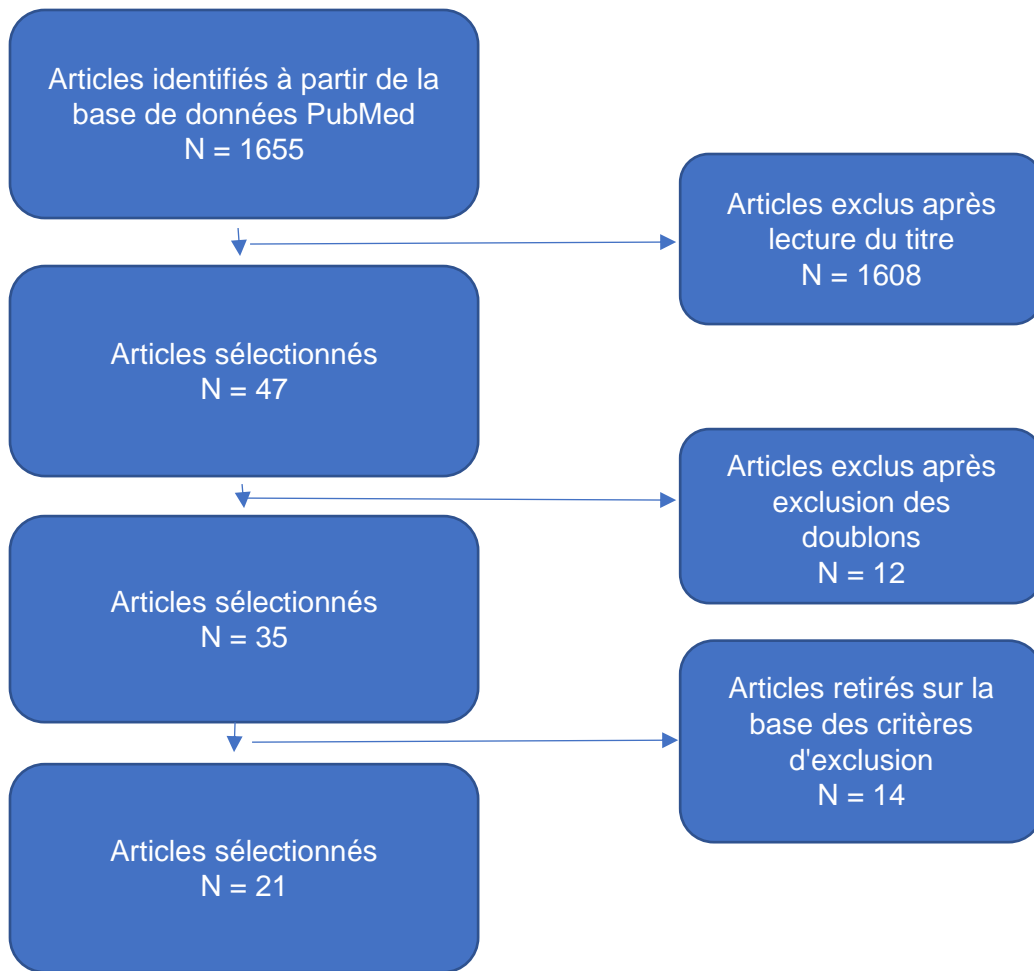 Articles identifiés à partir de la
base de données PubMed
N = 1655
Articles exclus après
lecture du titre
N = 1608
Articles sélectionnés
N = 47
Articles exclus après
exclusion des
doublons
N = 12
Articles sélectionnés
N = 35
Articles retirés sur la
base des critères
d'exclusion
N = 14
Articles sélectionnés
N = 21